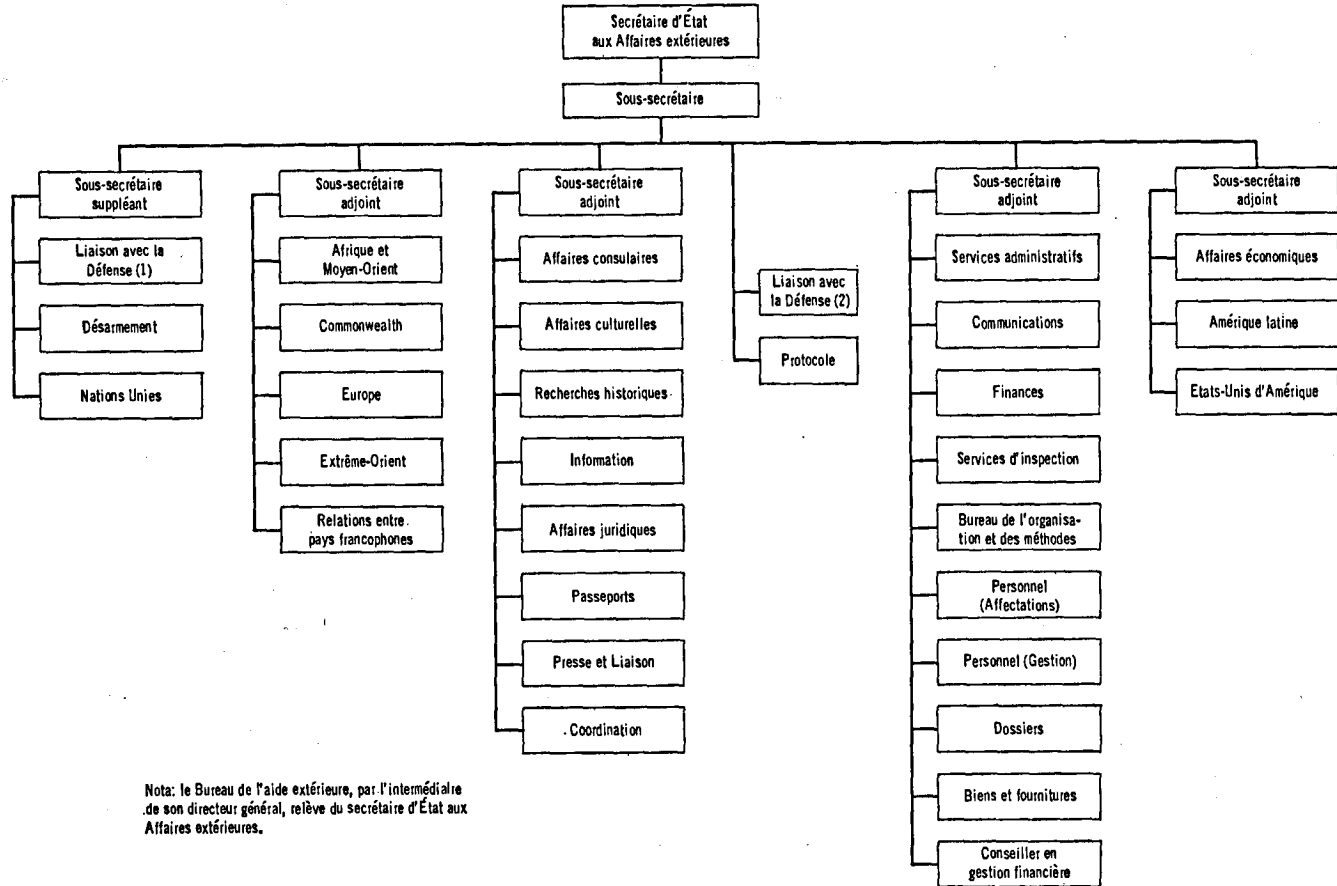 Secrétaire d'État
aux Affaires extérieures
Sous-secrétaire
Sous-secrétaire
suppléant
Liaison avec la
Défense (1)
Désarmement
Nations Unies
Sous-secrétaire
adjoint
Afrique et
Moyen-Orient
Commonwealth
Europe
Extrême-Orient
Relations entre
pays francophones
Sous-secrétaire
adjoint
Affaires consulaires
Affaires culturelles
Recherches historiques
Information
Affaires juridiques
Passeports
Presse et Liaison
Coordination
Liaison avec
la Défense (2)
Protocole
Sous-secrétaire
adjoint
Services administratifs
Communications
Finances
Services d'inspection
Bureau de l'organisa-
tion et des méthodes
Personnel
(Affectations)
Personnel (Gestion)
Dossiers
Biens et fournitures
Conseiller en
gestion financière
Sous-secrétaire
adjoint
Affaires économiques
Amérique latine
Etats-Unis d'Amérique
Nota: le Bureau de l'aide extérieure, par l'intermédiaire
de son directeur général, relève du secrétaire d'État aux
Affaires extérieures.